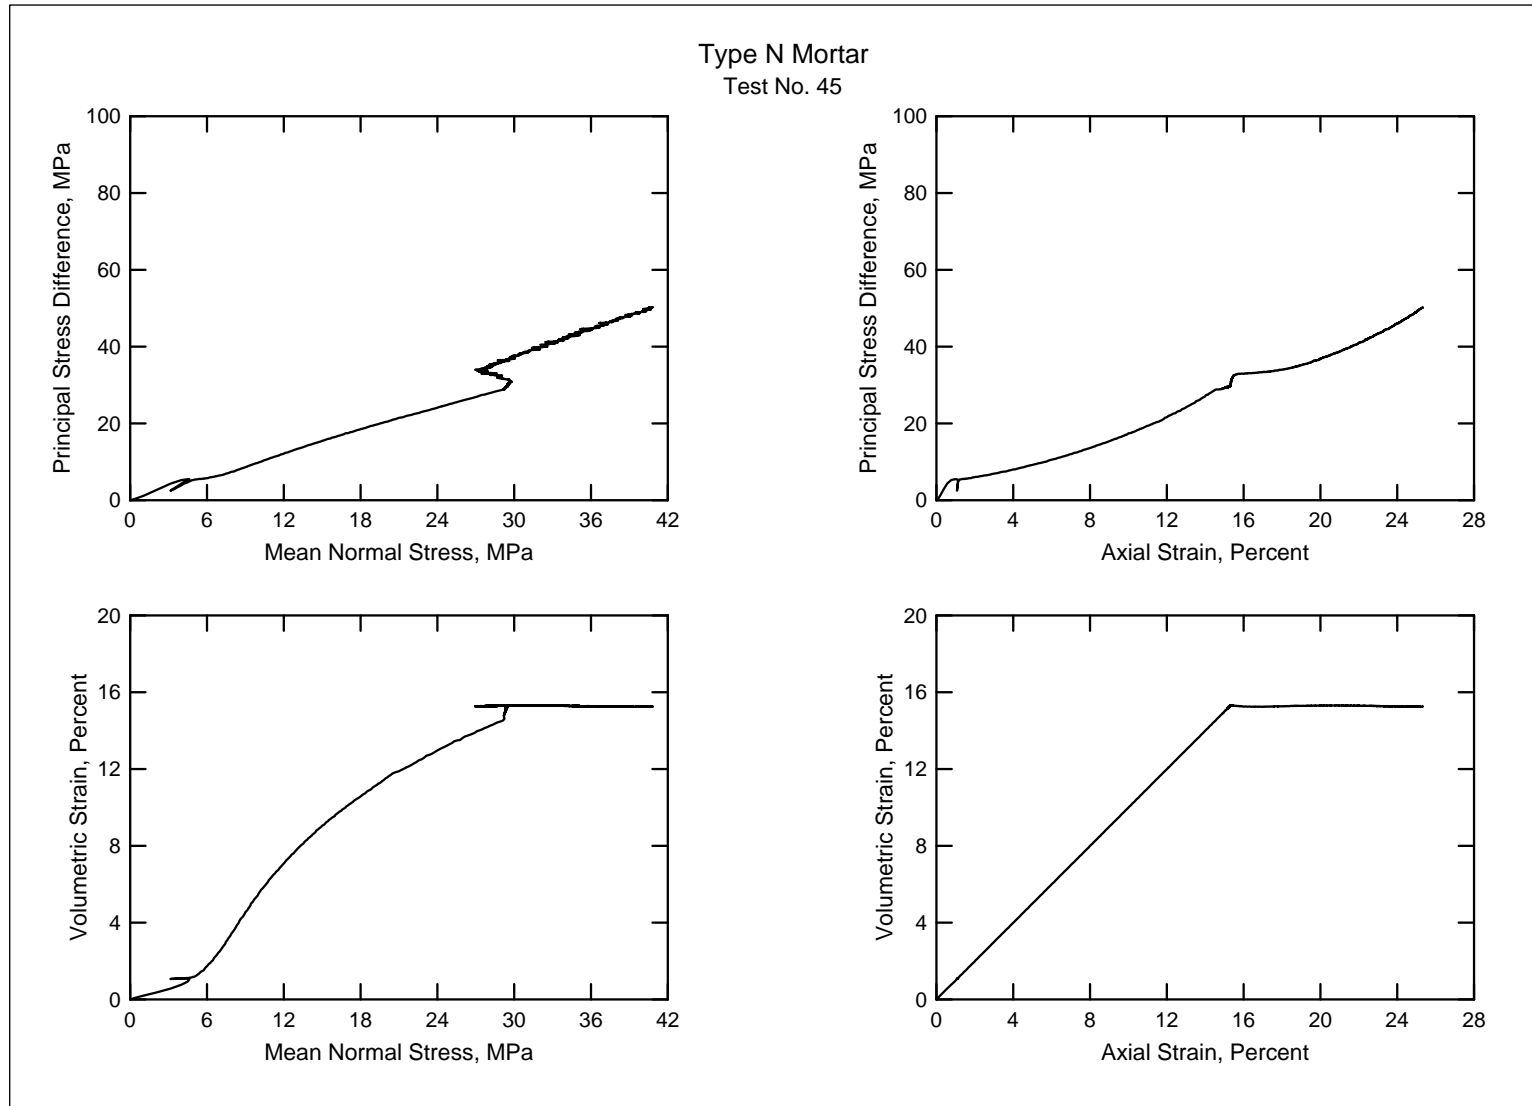 Type N Mortar
Test No. 45
Principal Stress Difference, MPa
100
80
60
40
20
0
0 6 12 18 24 30 36 42
Mean Normal Stress, MPa
Principal Stress Difference, MPa
100
80
60
40
20
0
0 4 8 12 16 20 24 28
Axial Strain, Percent
Volumetric Strain, Percent
20
16
12
8
4
0
0 6 12 18 24 30 36 42
Mean Normal Stress, MPa
Volumetric Strain, Percent
20
16
12
8
4
0
0 4 8 12 16 20 24 28
Axial Strain, Percent